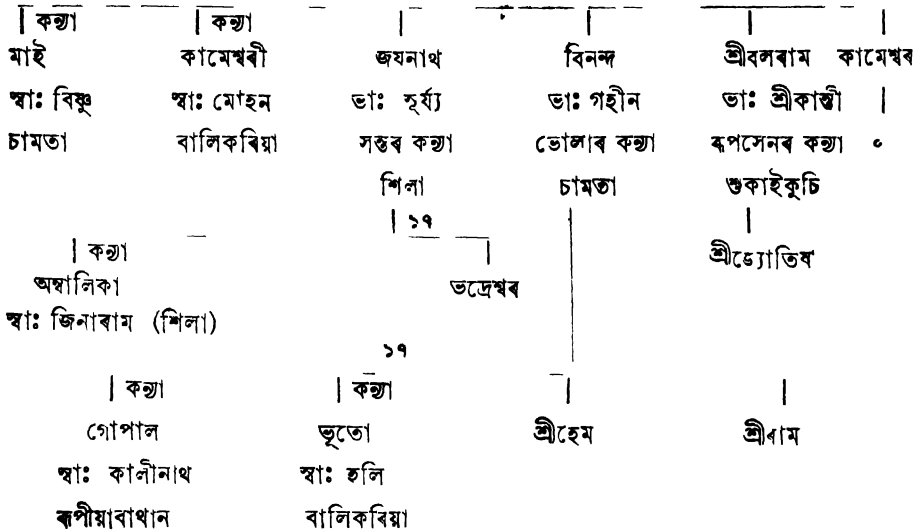 কন্যা কন্যা
মাই কামেশ্বৰী জযনাথ বিনন্দ শ্ৰীবলৰাম কামেশ্বৰ
স্বাঃ বিষ্ণু স্বাঃ মোহন ভাঃ সূৰ্য্য ভাঃ গহীন ভাঃ শ্ৰীকান্তী
চামতা বালিকৰিয়া সন্তৰ কন্যা ভোলাৰ কন্যা ৰূপসেনৰ কন্যা ০
শিলা চামতা শুকাইকুচি
১৭
কন্যা
অম্বালিকা ভদ্ৰেশ্বৰ শ্ৰীজ্যোতিষ
স্বাঃ জিনাৰাম (শিলা)
১৭
কন্যা কন্যা
গোপাল ভূতো শ্ৰীহেম শ্ৰীৰাম
স্বাঃ কালীনাথ স্বাঃ হলি
ৰূপীয়াবাথান বালিকৰিয়া